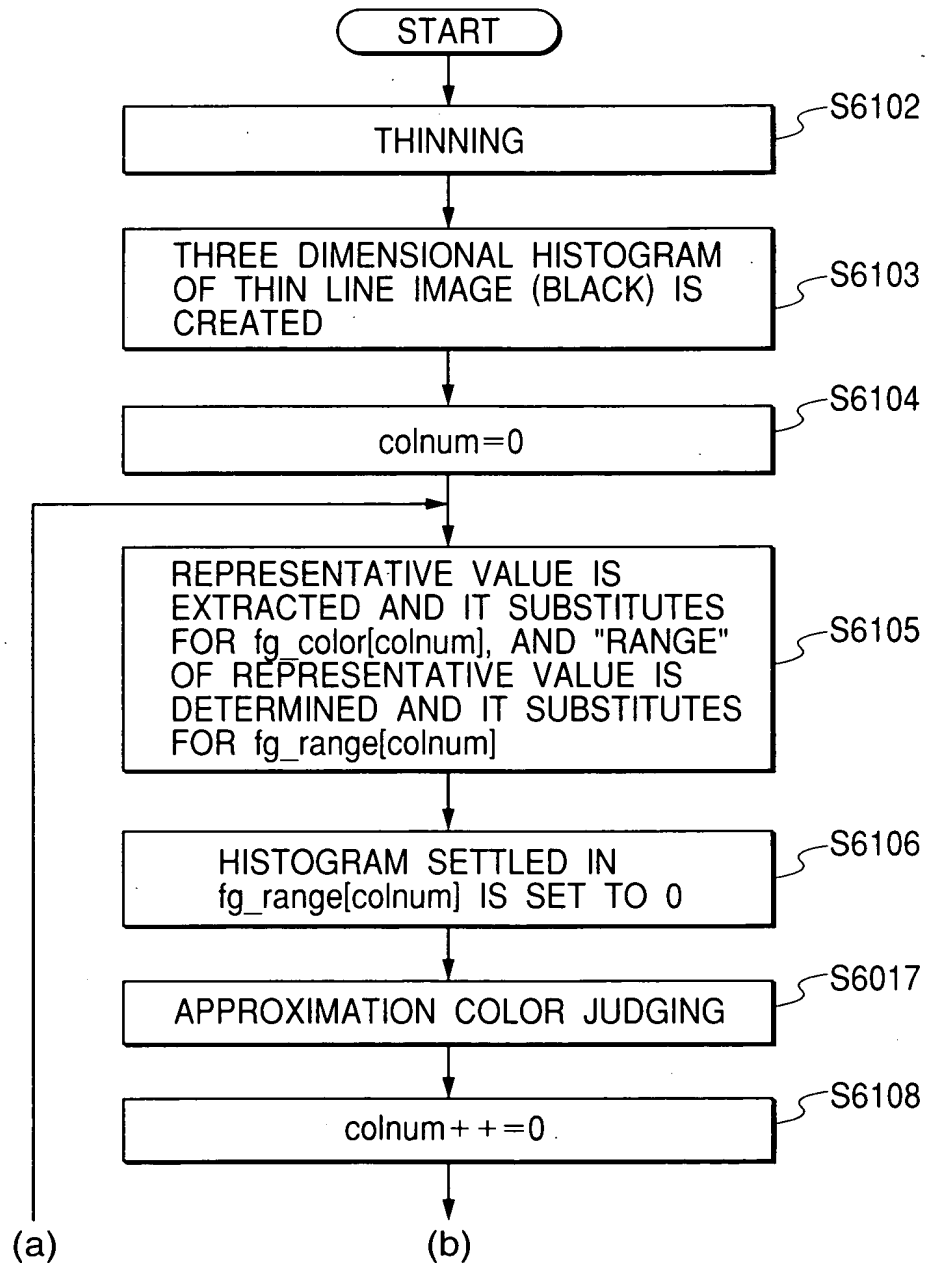 START
S6102
THINNING
S6103
THREE DIMENSIONAL HISTOGRAM
OF THIN LINE IMAGE (BLACK) IS
CREATED
S6104
colnum=0
S6105
REPRESENTATIVE VALUE IS
EXTRACTED AND IT SUBSTITUTES
FOR fg_color[colnum], AND "RANGE"
OF REPRESENTATIVE VALUE IS
DETERMINED AND IT SUBSTITUTES
FOR fg_range[colnum]
S6106
HISTOGRAM SETTLED IN
fg_range[colnum] IS SET TO 0
S6017
APPROXIMATION COLOR JUDGING
S6108
colnum++=0
(a)
(b)